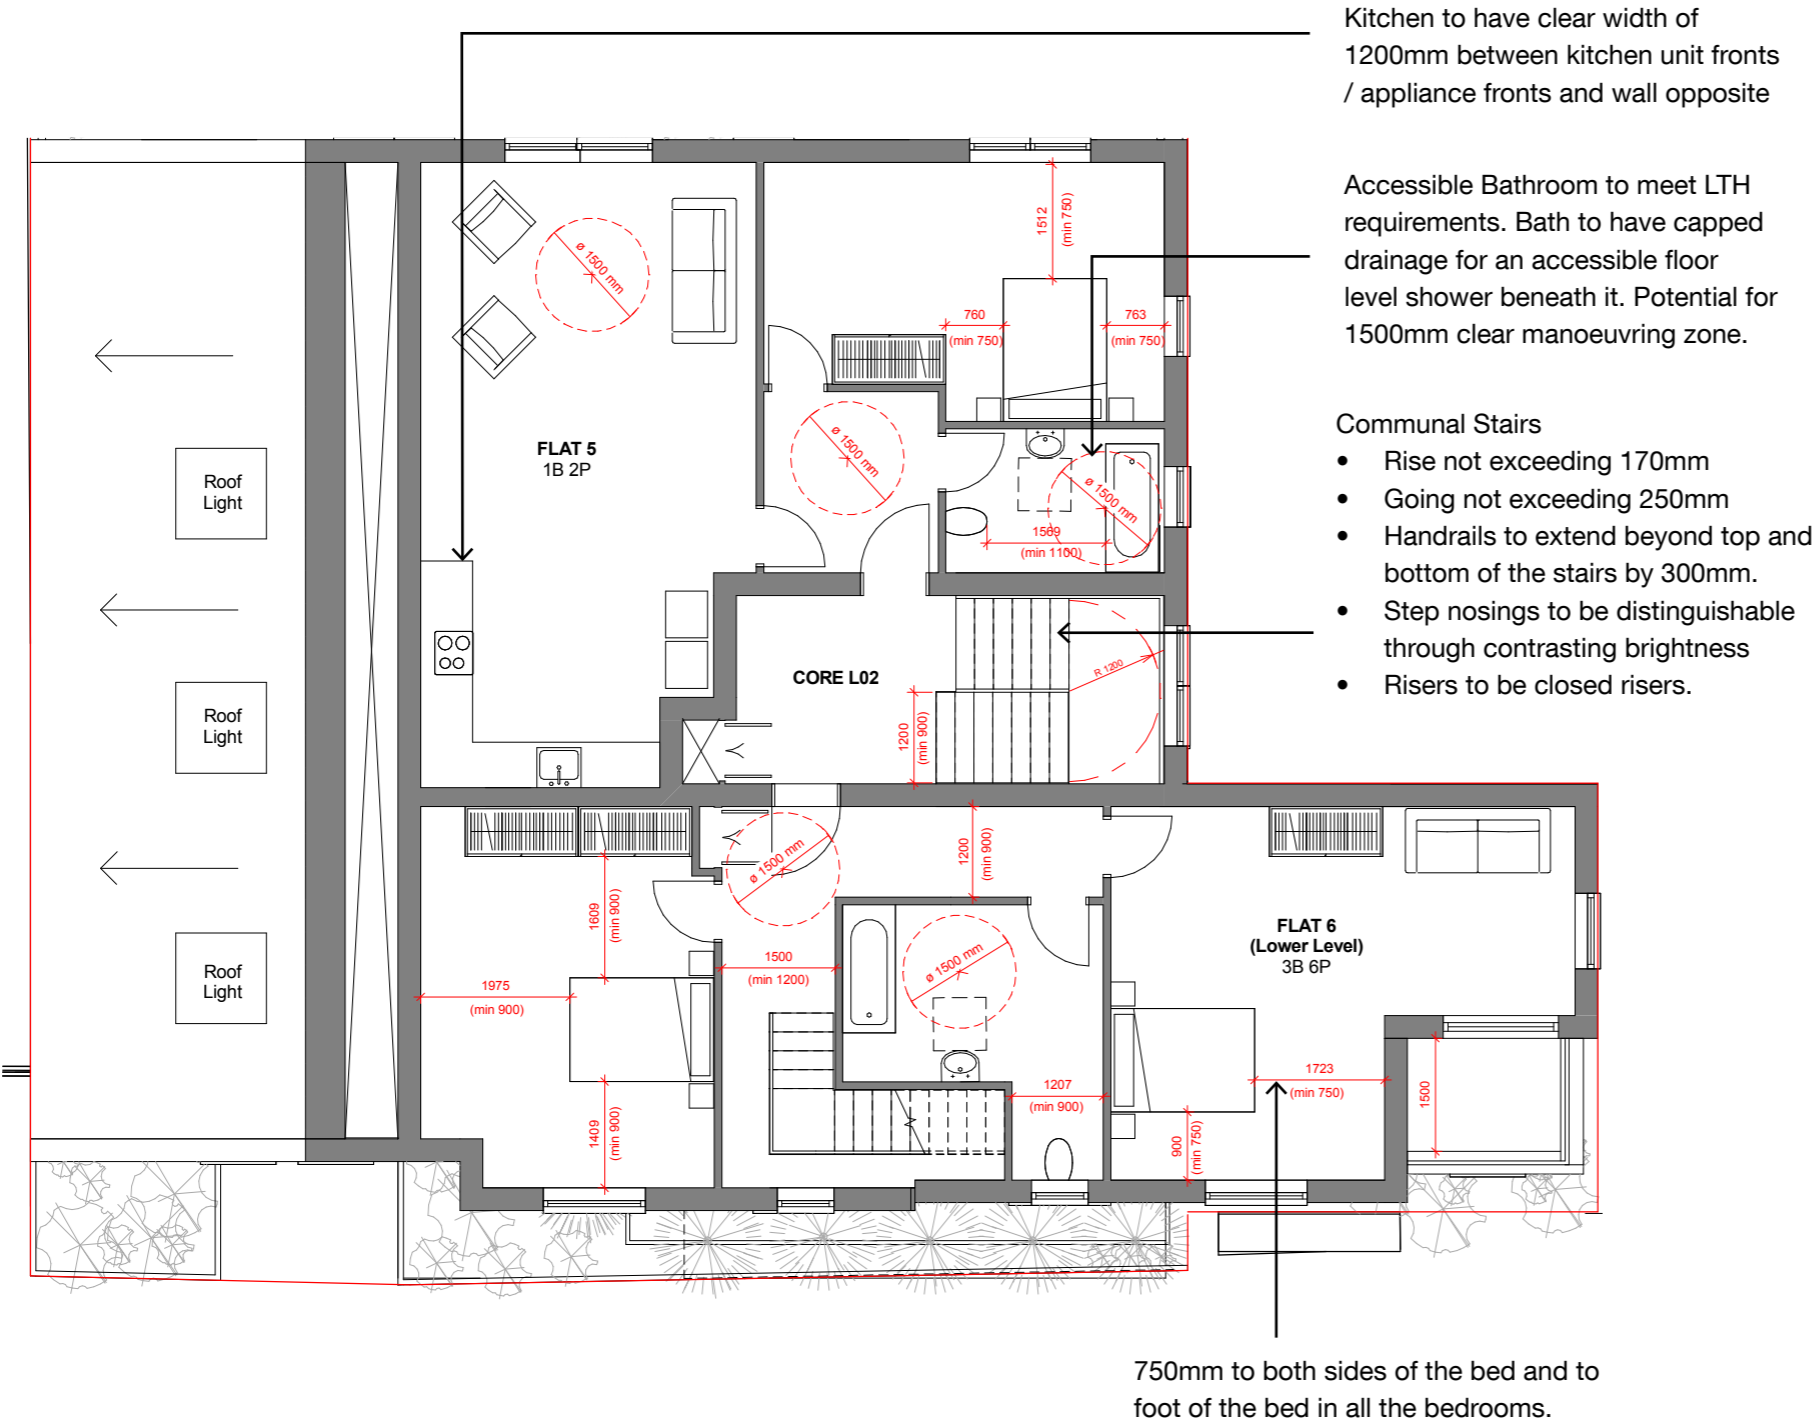 Kitchen to have clear width of
1200mm between kitchen unit fronts
/ appliance fronts and wall opposite
Accessible Bathroom to meet LTH
requirements. Bath to have capped
drainage for an accessible floor
level shower beneath it. Potential for
1500mm clear manoeuvring zone.
Communal Stairs
• Rise not exceeding 170mm
• Going not exceeding 250mm
• Handrails to extend beyond top and
bottom of the stairs by 300mm.
• Step nosings to be distinguishable
through contrasting brightness
• Risers to be closed risers.
1512
(min 750)
ø 1500 mm
760
(min 750)
763
(min 750)
FLAT 5
1B 2P
ø 1500 mm
ø 1500 mm
1569
(min 1100)
Roof
Light
Roof
Light
Roof
Light
CORE L02
R 1200
1200
(min 900)
ø 1500 mm
1200
(min 900)
1609
(min 900)
1975
(min 900)
1500
(min 1200)
ø 1500 mm
FLAT 6
(Lower Level)
3B 6P
1409
(min 900)
1207
(min 900)
1723
(min 750)
900
(min 750)
1500
750mm to both sides of the bed and to
foot of the bed in all the bedrooms.